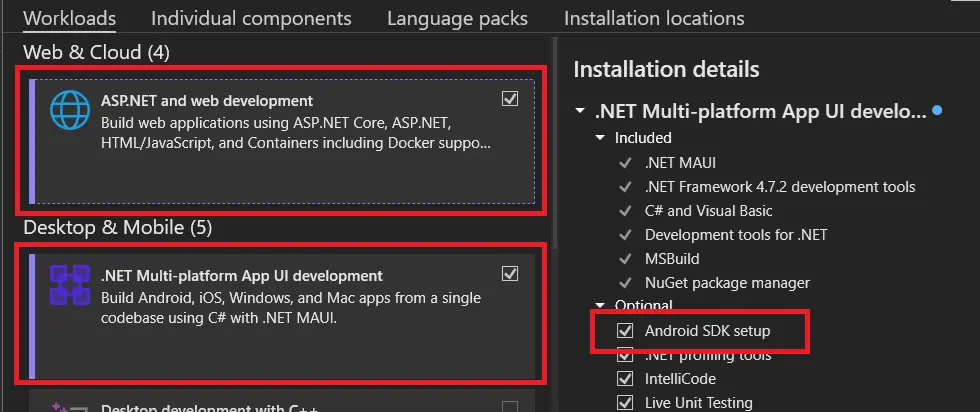 Workloads Individual components Language packs Installation locations
Web & Cloud (4)
ASP.NET and web development
Build web applications using ASP.NET Core, ASP.NET,
HTML/JavaScript, and Containers including Docker suppo...
Desktop & Mobile (5)
.NET Multi-platform App UI development
Build Android, iOS, Windows, and Mac apps from a single
codebase using C# with .NET MAUI.
Desktop development with C++
Installation details
.NET Multi-platform App UI develo...
Included
.NET MAUI
.NET Framework 4.7.2 development tools
C# and Visual Basic
Development tools for .NET
MSBuild
NuGet package manager
Optional
Android SDK setup
.NET profiling tools
IntelliCode
Live Unit Testing